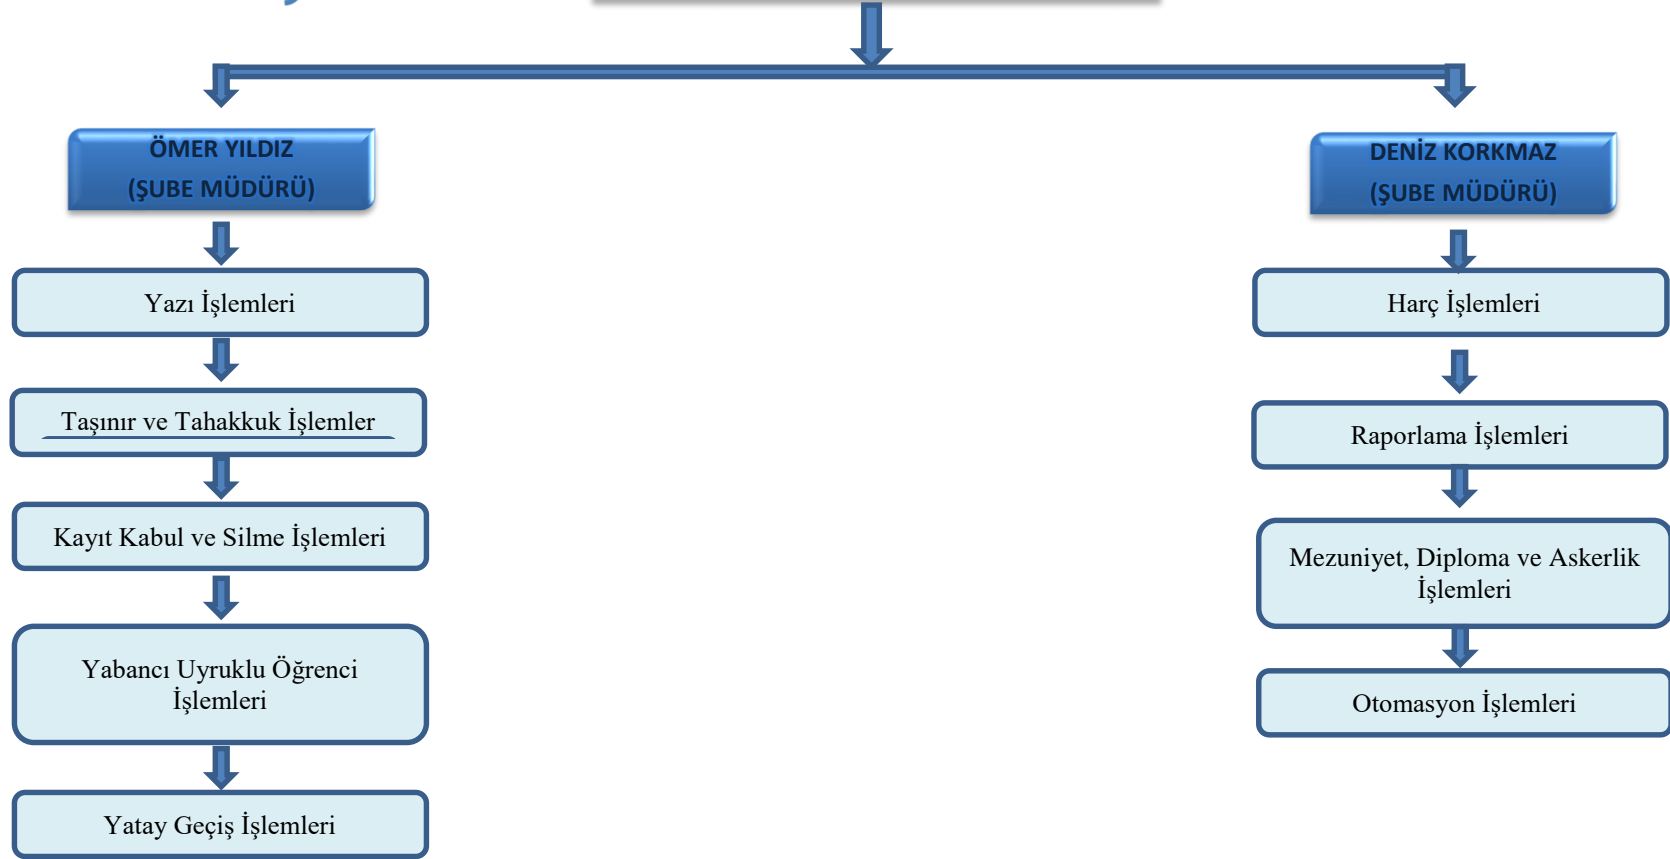 ÖMER YILDIZ
(ŞUBE MÜDÜRÜ)
Yazı İşlemleri
Taşınır ve Tahakkuk İşlemler
Kayıt Kabul ve Silme İşlemleri
Yabancı Uyruklu Öğrenci
İşlemleri
Yatay Geçiş İşlemleri
DENİZ KORKMAZ
(ŞUBE MÜDÜRÜ)
Harç İşlemleri
Raporlama İşlemleri
Mezuniyet, Diploma ve Askerlik
İşlemleri
Otomasyon İşlemleri